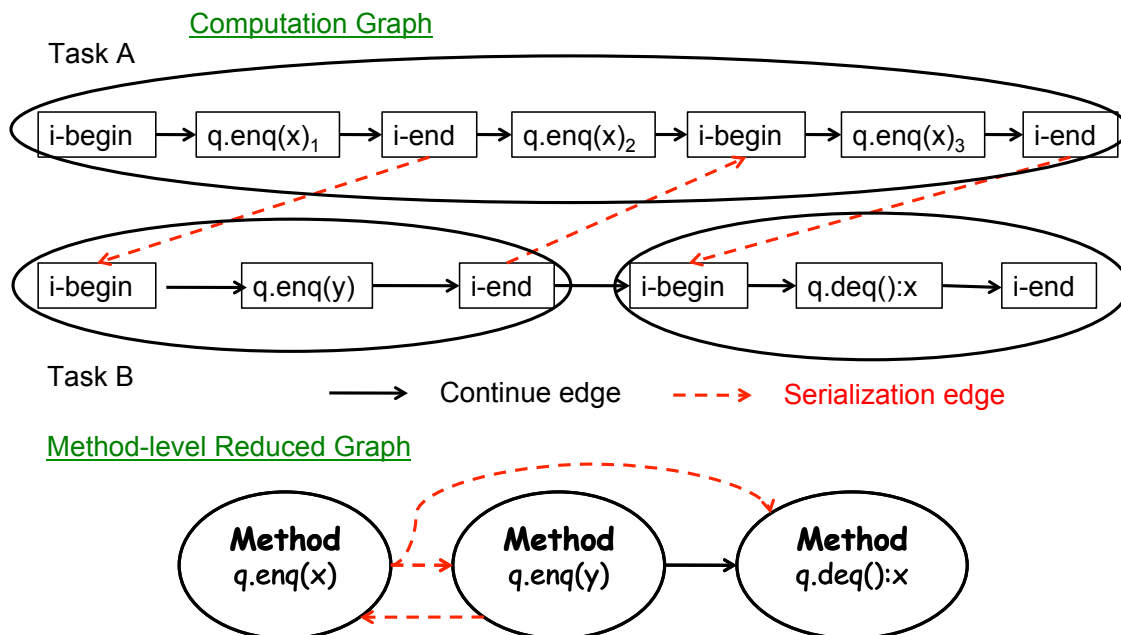 Computation Graph
Task A
i-begin q.enq(x)₁ i-end q.enq(x)₂ i-begin q.enq(x)₃ i-end
i-begin q.enq(y) i-end i-begin q.deq():x i-end
Task B
Continue edge Serialization edge
Method-level Reduced Graph
Method Method Method
q.enq(x) q.enq(y) q.deq():x